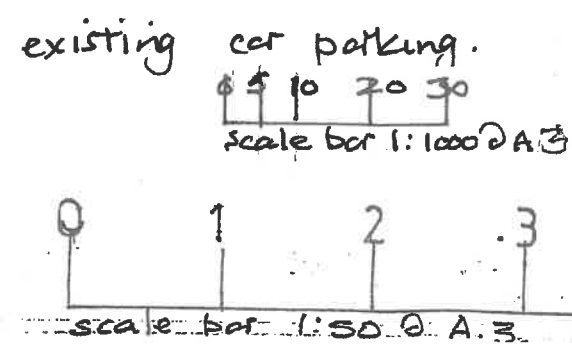 existing car parking.
0 5 10 20 30
scale bar 1:1000 @ A3
0 1 2 3
scale bar 1:50 @ A.3